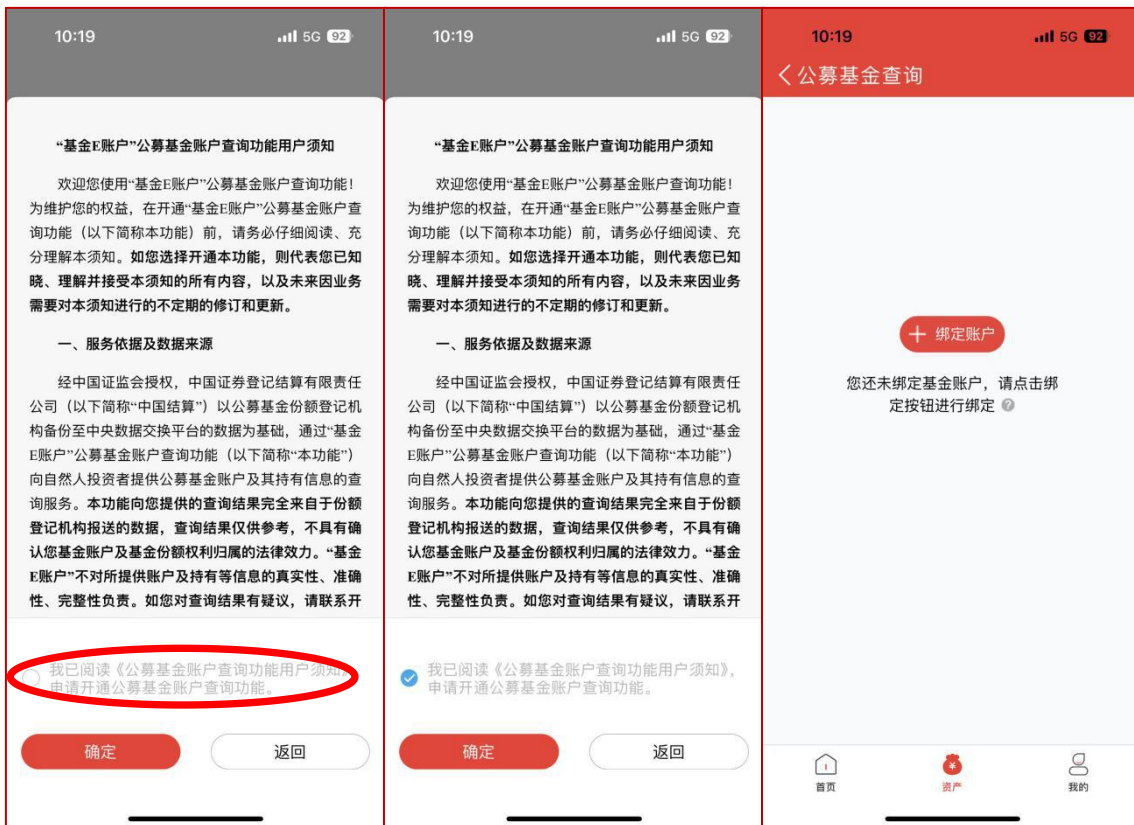 10:19
5G 92
“基金E账户”公募基金账户查询功能用户须知
欢迎您使用“基金E账户”公募基金账户查询功能！
为维护您的权益，在开通“基金E账户”公募基金账户查
询功能（以下简称本功能）前，请务必仔细阅读、充
分理解本须知。如您选择开通本功能，则代表您已知
晓、理解并接受本须知的所有内容，以及未来因业务
需要对本须知进行的不定期的修订和更新。
一、服务依据及数据来源
经中国证监会授权，中国证券登记结算有限责任
公司（以下简称“中国结算”）以公募基金份额登记机
构备份至中央数据交换平台的数据为基础，通过“基金
E账户”公募基金账户查询功能（以下简称“本功能”）
向自然人投资者提供公募基金账户及其持有信息的查
询服务。本功能向您提供的查询结果完全来自于份额
登记机构报送的数据，查询结果仅供参考，不具有确
认您基金账户及基金份额权利归属的法律效力。“基金
E账户”不对所提供账户及持有等信息的真实性、准确
性、完整性负责。如您对查询结果有疑议，请联系开
我已阅读《公募基金账户查询功能用户须知》
申请开通公募基金账户查询功能。
确定
返回
10:19
5G 92
“基金E账户”公募基金账户查询功能用户须知
欢迎您使用“基金E账户”公募基金账户查询功能！
为维护您的权益，在开通“基金E账户”公募基金账户查
询功能（以下简称本功能）前，请务必仔细阅读、充
分理解本须知。如您选择开通本功能，则代表您已知
晓、理解并接受本须知的所有内容，以及未来因业务
需要对本须知进行的不定期的修订和更新。
一、服务依据及数据来源
经中国证监会授权，中国证券登记结算有限责任
公司（以下简称“中国结算”）以公募基金份额登记机
构备份至中央数据交换平台的数据为基础，通过“基金
E账户”公募基金账户查询功能（以下简称“本功能”）
向自然人投资者提供公募基金账户及其持有信息的查
询服务。本功能向您提供的查询结果完全来自于份额
登记机构报送的数据，查询结果仅供参考，不具有确
认您基金账户及基金份额权利归属的法律效力。“基金
E账户”不对所提供账户及持有等信息的真实性、准确
性、完整性负责。如您对查询结果有疑议，请联系开
我已阅读《公募基金账户查询功能用户须知》，
申请开通公募基金账户查询功能。
确定
返回
10:19
5G 92
公募基金查询
绑定账户
您还未绑定基金账户，请点击绑
定按钮进行绑定
首页
资产
我的